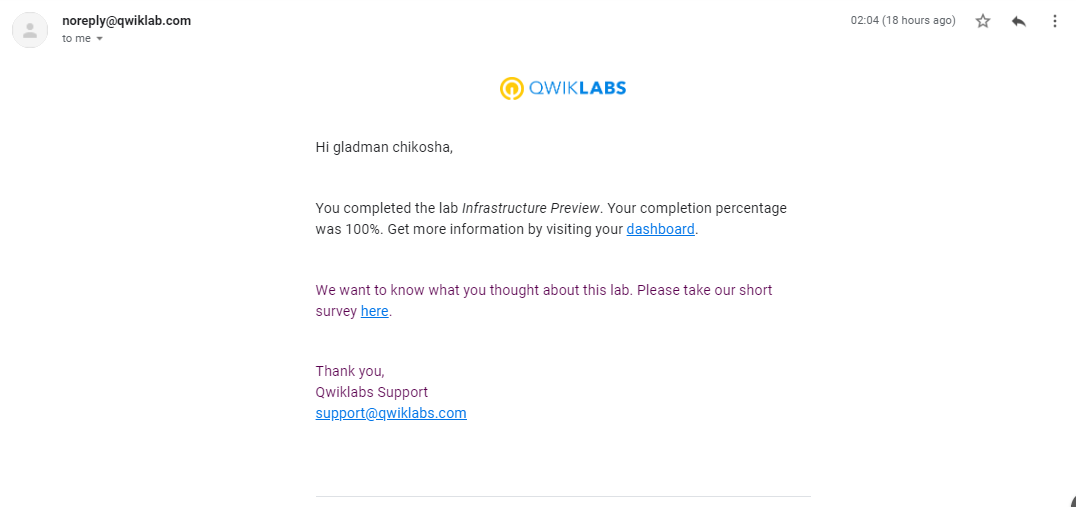 noreply@qwiklab.com
02:04 (18 hours ago)
to me
QWIKLABS
Hi gladman chikosha,
You completed the lab Infrastructure Preview. Your completion percentage
was 100%. Get more information by visiting your dashboard.
We want to know what you thought about this lab. Please take our short
survey here.
Thank you,
Qwiklabs Support
support@qwiklabs.com